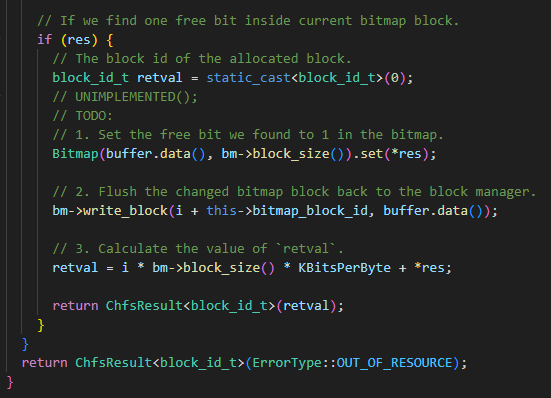 // If we find one free bit inside current bitmap block.
if (res) {
// The block id of the allocated block.
block_id_t retval = static_cast<block_id_t>(0);
// UNIMPLEMENTED();
// TODO:
// 1. Set the free bit we found to 1 in the bitmap.
Bitmap(buffer.data(), bm->block_size()).set(*res);
// 2. Flush the changed bitmap block back to the block manager.
bm->write_block(i + this->bitmap_block_id, buffer.data());
// 3. Calculate the value of `retval`.
retval = i * bm->block_size() * KBitsPerByte + *res;
return ChfsResult<block_id_t>(retval);
}
}
return ChfsResult<block_id_t>(ErrorType::OUT_OF_RESOURCE);
}